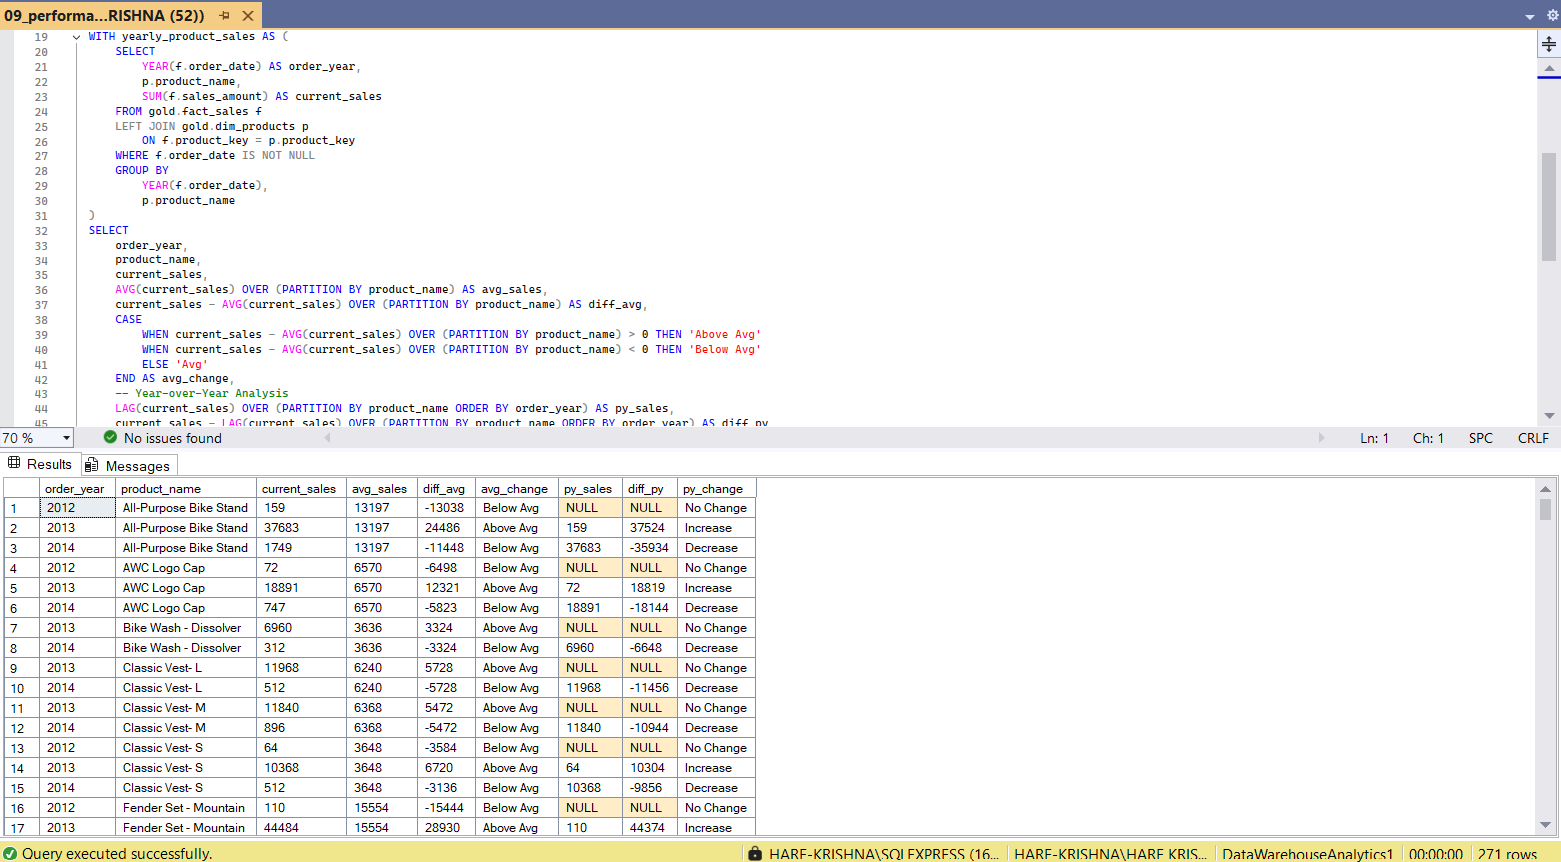 09_performa...RISHNA (52))
19 WITH yearly_product_sales AS (
20 SELECT
21 YEAR(f.order_date) AS order_year,
22 p.product_name,
23 SUM(f.sales_amount) AS current_sales
24 FROM gold.fact_sales f
25 LEFT JOIN gold.dim_products p
26 ON f.product_key = p.product_key
27 WHERE f.order_date IS NOT NULL
28 GROUP BY
29 YEAR(f.order_date),
30 p.product_name
31 )
32 SELECT
33 order_year,
34 product_name,
35 current_sales,
36 AVG(current_sales) OVER (PARTITION BY product_name) AS avg_sales,
37 current_sales - AVG(current_sales) OVER (PARTITION BY product_name) AS diff_avg,
38 CASE
39 WHEN current_sales - AVG(current_sales) OVER (PARTITION BY product_name) > 0 THEN 'Above Avg'
40 WHEN current_sales - AVG(current_sales) OVER (PARTITION BY product_name) < 0 THEN 'Below Avg'
41 ELSE 'Avg'
42 END AS avg_change,
43 -- Year-over-Year Analysis
44 LAG(current_sales) OVER (PARTITION BY product_name ORDER BY order_year) AS py_sales,
45 current_sales - LAG(current_sales) OVER (PARTITION BY product_name ORDER BY order_year) AS diff_py
70 % No issues found Ln: 1 Ch: 1 SPC CRLF
Results Messages
order_year product_name current_sales avg_sales diff_avg avg_change py_sales diff_py py_change
1 2012 All-Purpose Bike Stand 159 13197 -13038 Below Avg NULL NULL No Change
2 2013 All-Purpose Bike Stand 37683 13197 24486 Above Avg 159 37524 Increase
3 2014 All-Purpose Bike Stand 1749 13197 -11448 Below Avg 37683 -35934 Decrease
4 2012 AWC Logo Cap 72 6570 -6498 Below Avg NULL NULL No Change
5 2013 AWC Logo Cap 18891 6570 12321 Above Avg 72 18819 Increase
6 2014 AWC Logo Cap 747 6570 -5823 Below Avg 18891 -18144 Decrease
7 2013 Bike Wash - Dissolver 6960 3636 3324 Above Avg NULL NULL No Change
8 2014 Bike Wash - Dissolver 312 3636 -3324 Below Avg 6960 -6648 Decrease
9 2013 Classic Vest- L 11968 6240 5728 Above Avg NULL NULL No Change
10 2014 Classic Vest- L 512 6240 -5728 Below Avg 11968 -11456 Decrease
11 2013 Classic Vest- M 11840 6368 5472 Above Avg NULL NULL No Change
12 2014 Classic Vest- M 896 6368 -5472 Below Avg 11840 -10944 Decrease
13 2012 Classic Vest- S 64 3648 -3584 Below Avg NULL NULL No Change
14 2013 Classic Vest- S 10368 3648 6720 Above Avg 64 10304 Increase
15 2014 Classic Vest- S 512 3648 -3136 Below Avg 10368 -9856 Decrease
16 2012 Fender Set - Mountain 110 15554 -15444 Below Avg NULL NULL No Change
17 2013 Fender Set - Mountain 44484 15554 28930 Above Avg 110 44374 Increase
Query executed successfully. HARE-KRISHNA\SQLEXPRESS (16... HARE-KRISHNA\HARE KRIS... DataWarehouseAnalytics1 00:00:00 271 rows